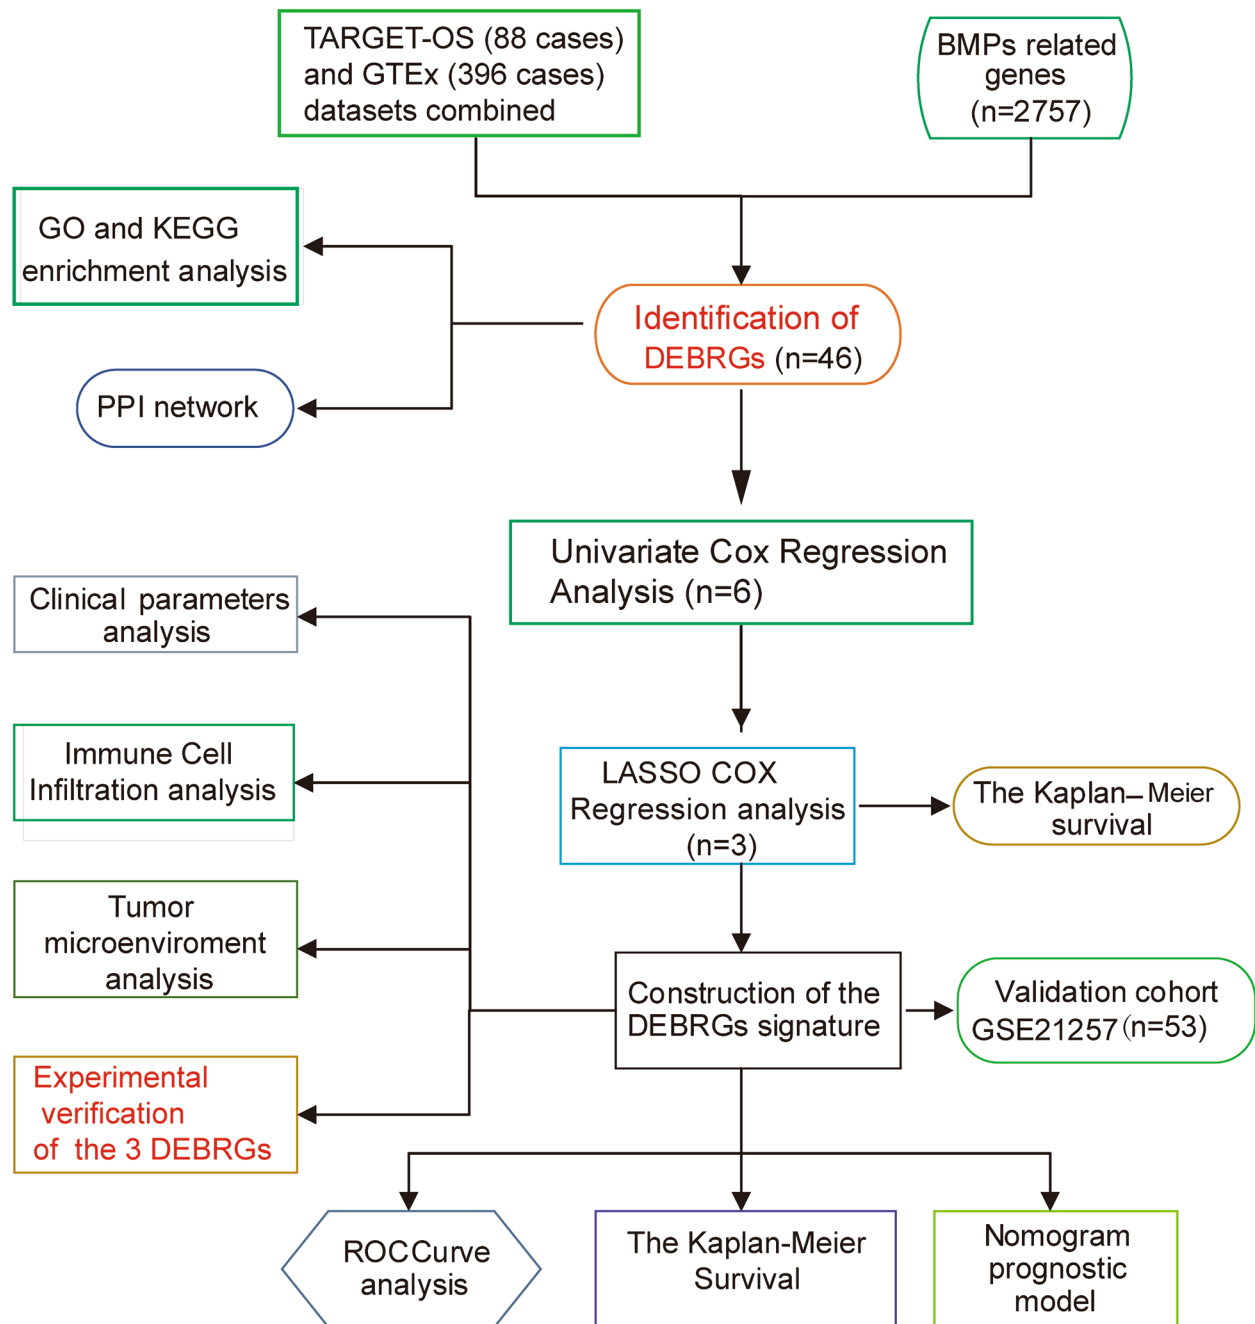 TARGET-OS (88 cases)
and GTEx (396 cases)
datasets combined
BMPs related
genes
(n=2757)
GO and KEGG
enrichment analysis
Identification of
DEBRGs (n=46)
PPI network
Univariate Cox Regression
Analysis (n=6)
Clinical parameters
analysis
Immune Cell
Infiltration analysis
LASSO COX
Regression analysis
(n=3)
The Kaplan–Meier
survival
Tumor
microenviroment
analysis
Construction of the
DEBRGs signature
Validation cohort
GSE21257(n=53)
Experimental
verification
of the 3 DEBRGs
ROCCurve
analysis
The Kaplan-Meier
Survival
Nomogram
prognostic
model